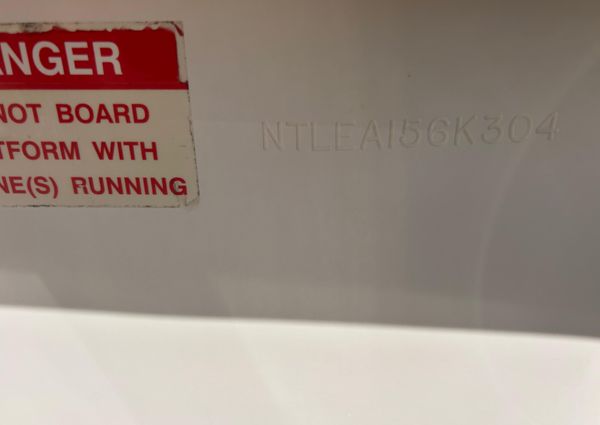 NGER
NOT BOARD
TFORM WITH
NE(S) RUNNING
NTLEA156K304